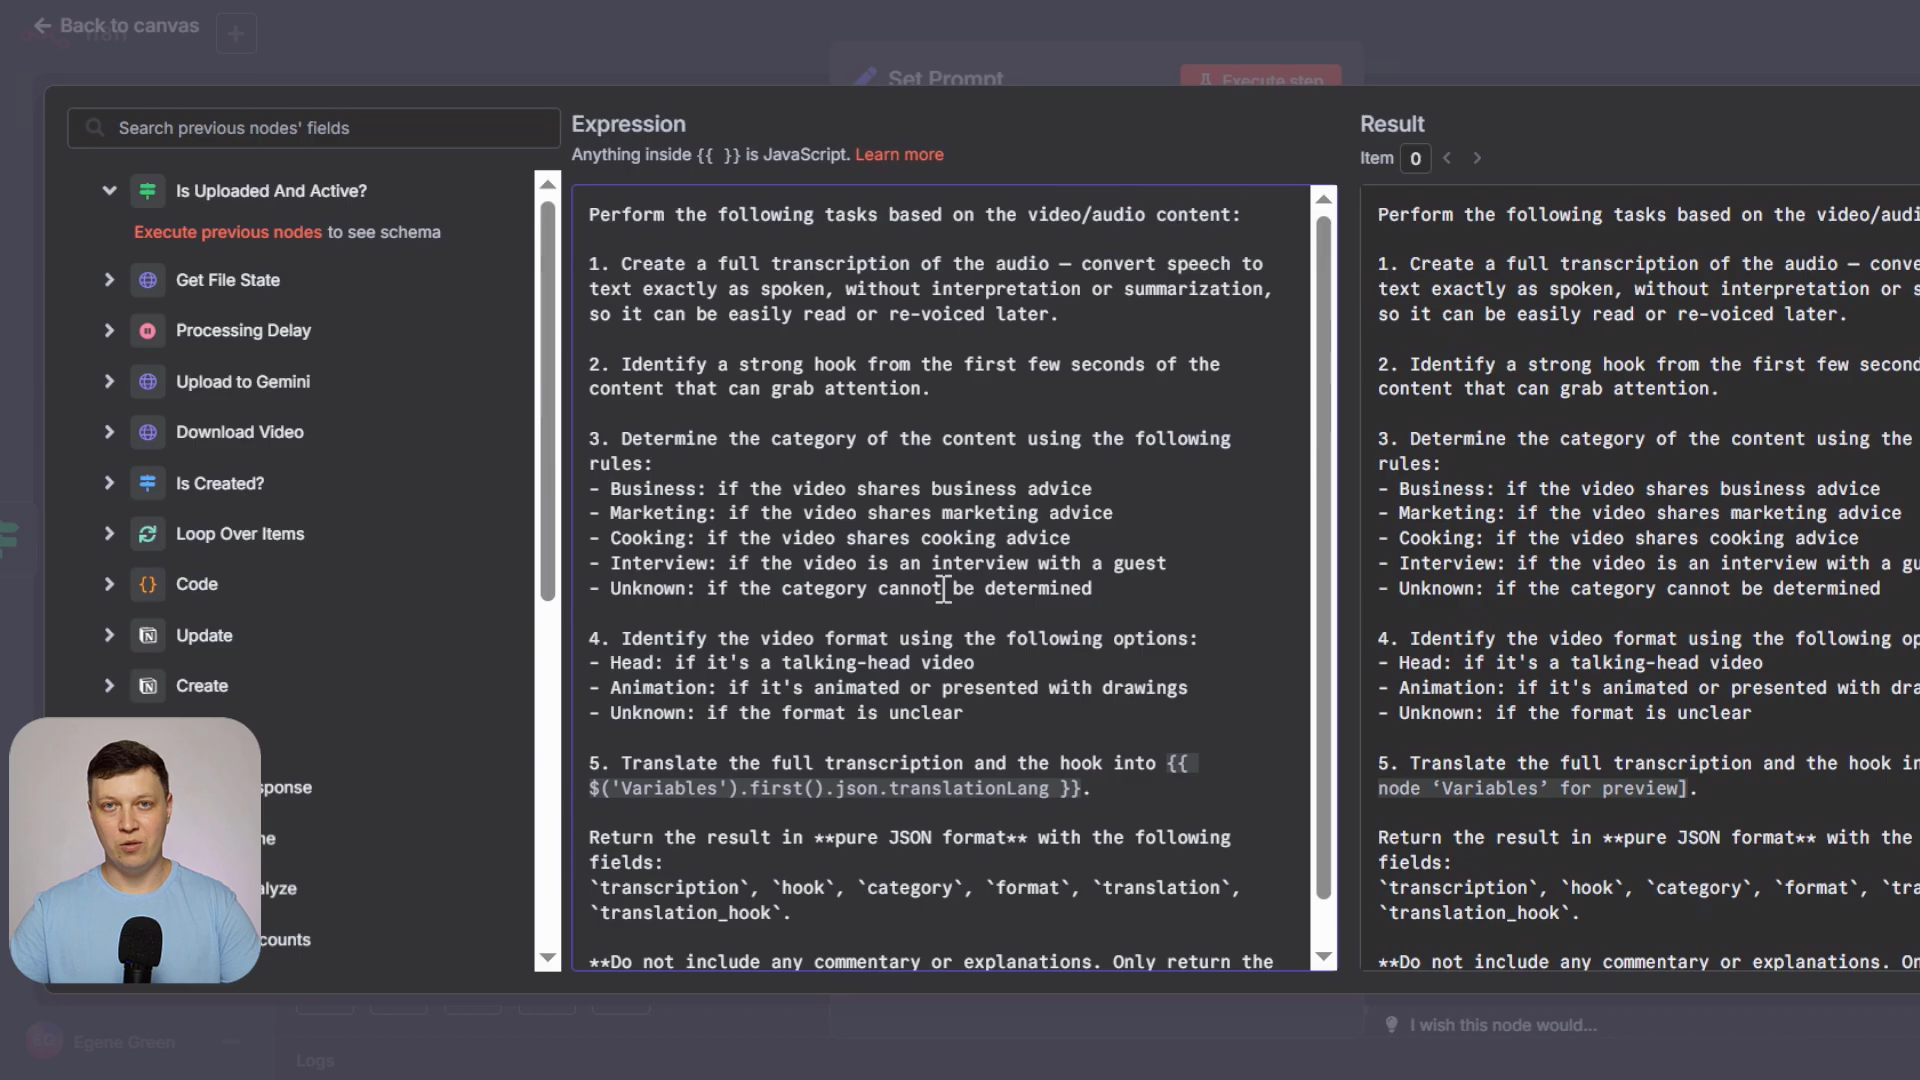 Back to canvas
n8n
Set Prompt
Execute step
Search previous nodes' fields
Is Uploaded And Active?
Execute previous nodes to see schema
Get File State
Processing Delay
Upload to Gemini
Download Video
Is Created?
Loop Over Items
Code
Update
Create
sponse
ne
alyze
counts
Egene Green
Logs
Expression
Anything inside {{ }} is JavaScript. Learn more
Perform the following tasks based on the video/audio content:
1. Create a full transcription of the audio — convert speech to
text exactly as spoken, without interpretation or summarization,
so it can be easily read or re-voiced later.
2. Identify a strong hook from the first few seconds of the
content that can grab attention.
3. Determine the category of the content using the following
rules:
- Business: if the video shares business advice
- Marketing: if the video shares marketing advice
- Cooking: if the video shares cooking advice
- Interview: if the video is an interview with a guest
- Unknown: if the category cannot be determined
4. Identify the video format using the following options:
- Head: if it's a talking-head video
- Animation: if it's animated or presented with drawings
- Unknown: if the format is unclear
5. Translate the full transcription and the hook into {{
$('Variables').first().json.translationLang }}.
Return the result in **pure JSON format** with the following
fields:
`transcription`, `hook`, `category`, `format`, `translation`,
`translation_hook`.
**Do not include any commentary or explanations. Only return the
Result
Item 0
Perform the following tasks based on the video/audi
1. Create a full transcription of the audio — conve
text exactly as spoken, without interpretation or s
so it can be easily read or re-voiced later.
2. Identify a strong hook from the first few second
content that can grab attention.
3. Determine the category of the content using the
rules:
- Business: if the video shares business advice
- Marketing: if the video shares marketing advice
- Cooking: if the video shares cooking advice
- Interview: if the video is an interview with a gu
- Unknown: if the category cannot be determined
4. Identify the video format using the following op
- Head: if it's a talking-head video
- Animation: if it's animated or presented with dra
- Unknown: if the format is unclear
5. Translate the full transcription and the hook in
node ‘Variables’ for preview].
Return the result in **pure JSON format** with the
fields:
`transcription`, `hook`, `category`, `format`, `tra
`translation_hook`.
**Do not include any commentary or explanations. On
I wish this node would...